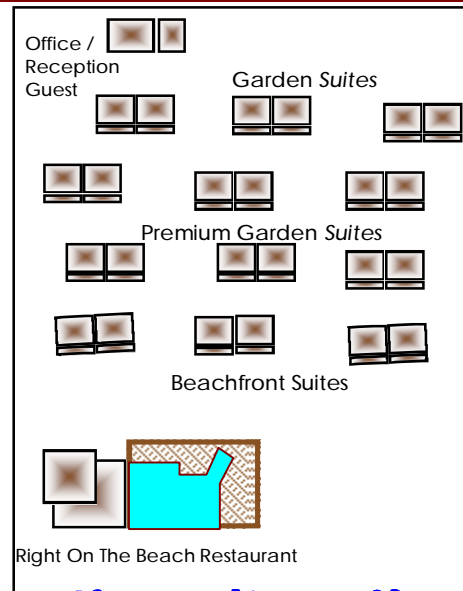 Office /
Reception
Guest
Garden Suites
Premium Garden Suites
Beachfront Suites
Right On The Beach Restaurant